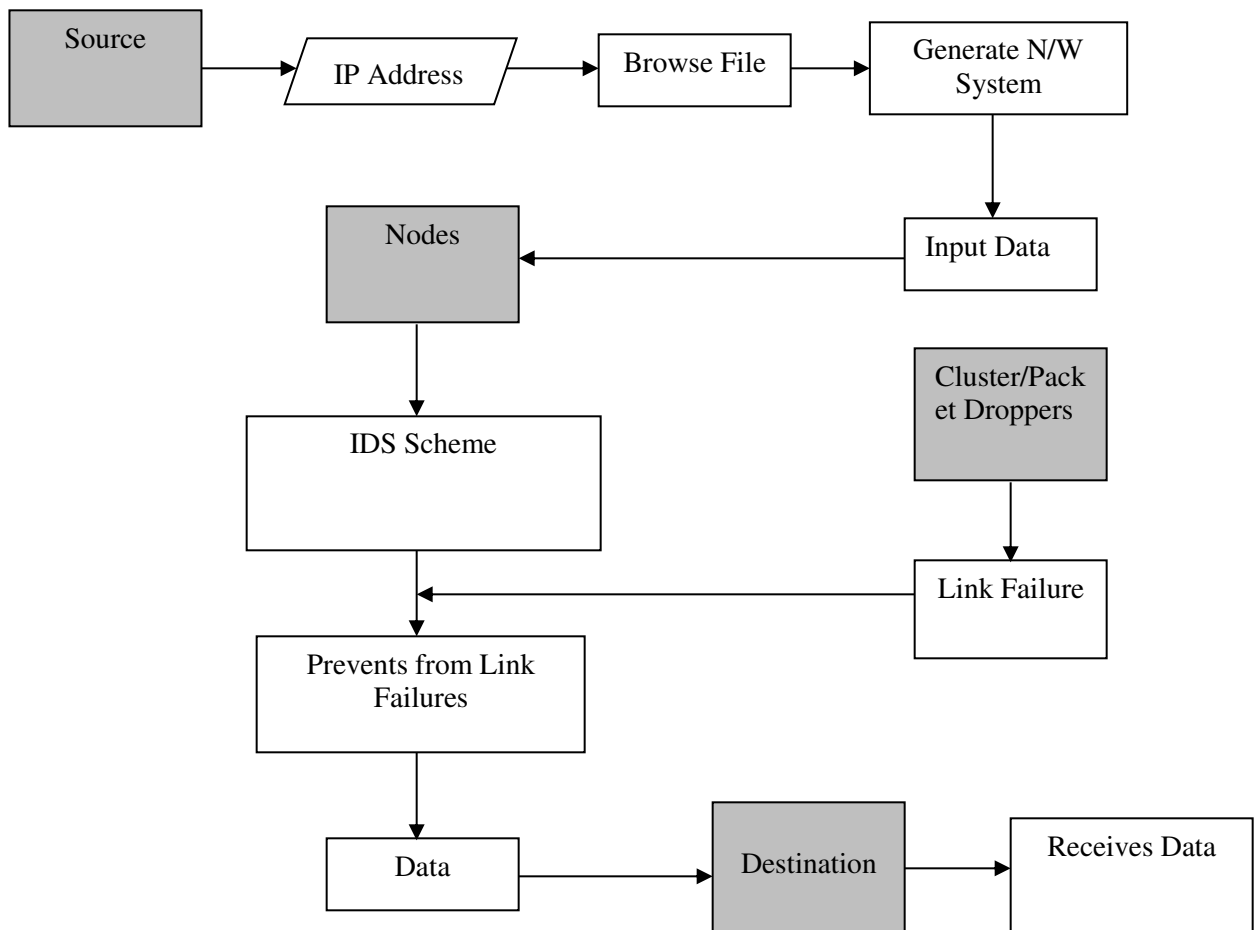 Source
IP Address
Browse File
Generate N/W
System
Nodes
Input Data
Cluster/Pack
et Droppers
IDS Scheme
Link Failure
Prevents from Link
Failures
Data
Destination
Receives Data